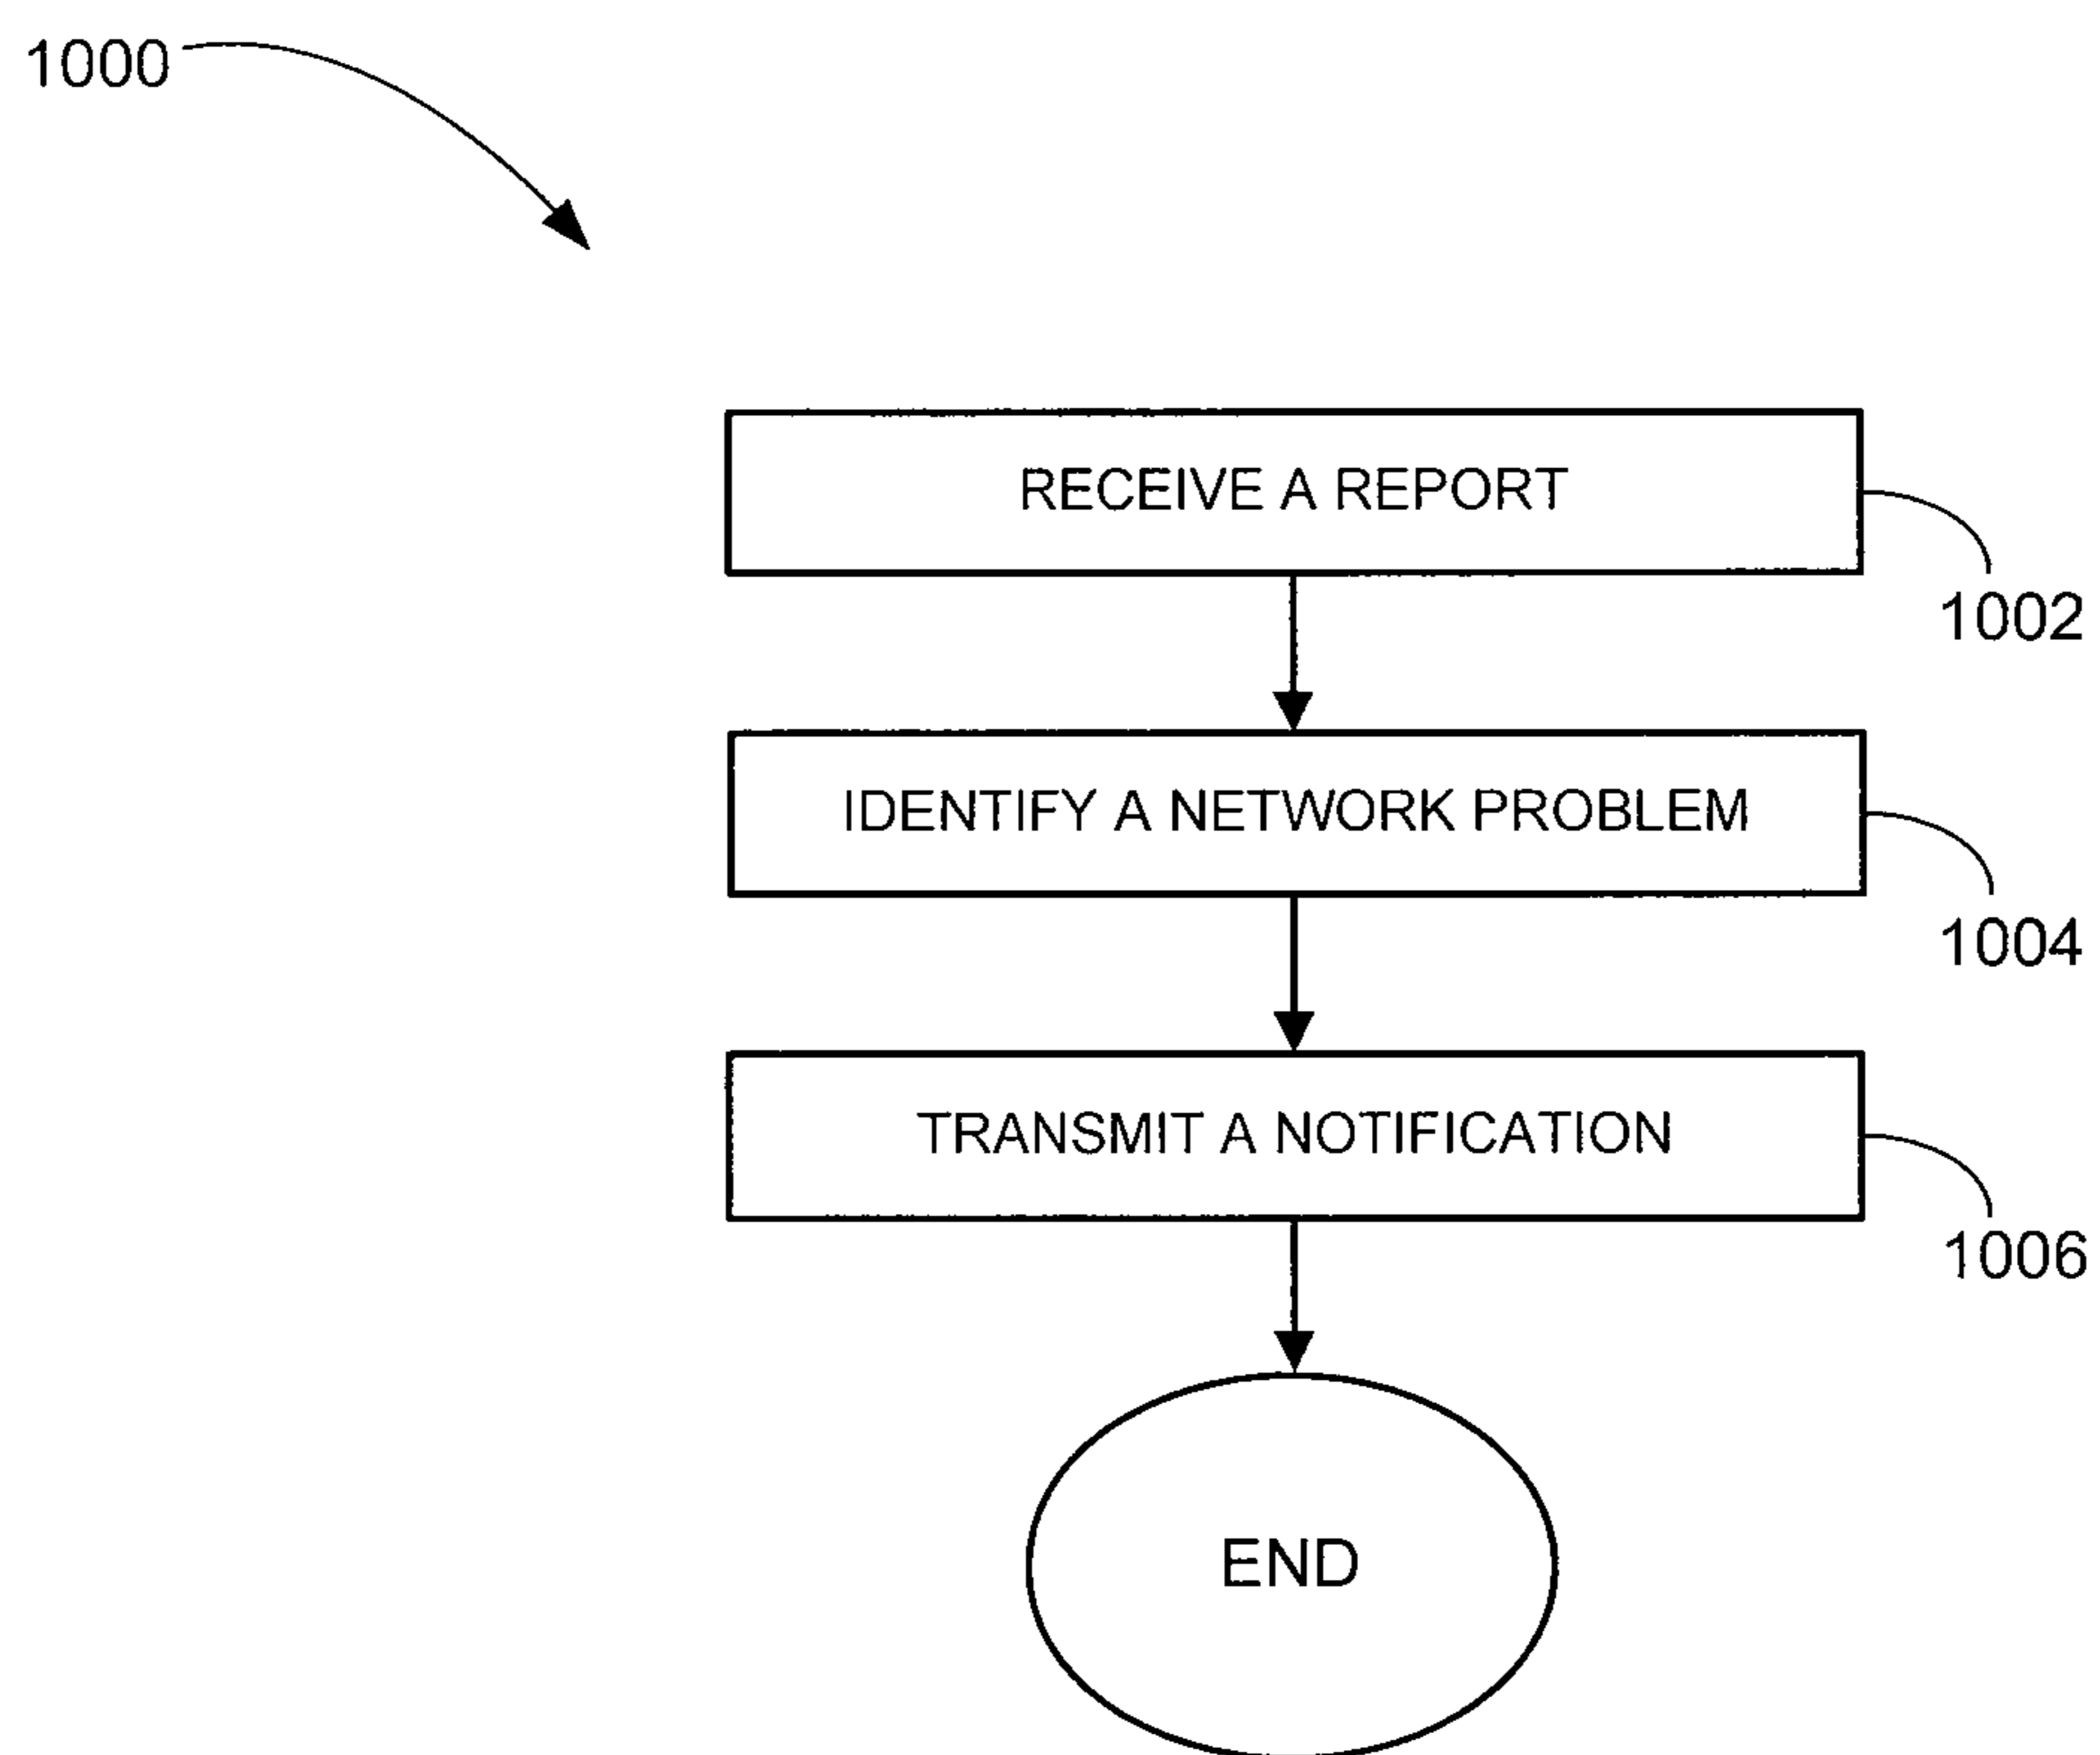 1000
RECEIVE A REPORT
1002
IDENTIFY A NETWORK PROBLEM
1004
TRANSMIT A NOTIFICATION
1006
END